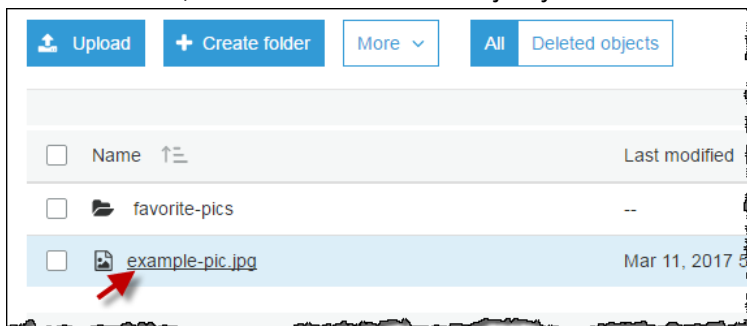 Upload Create folder More All Deleted objects
Name Last modified
favorite-pics --
example-pic.jpg Mar 11, 2017